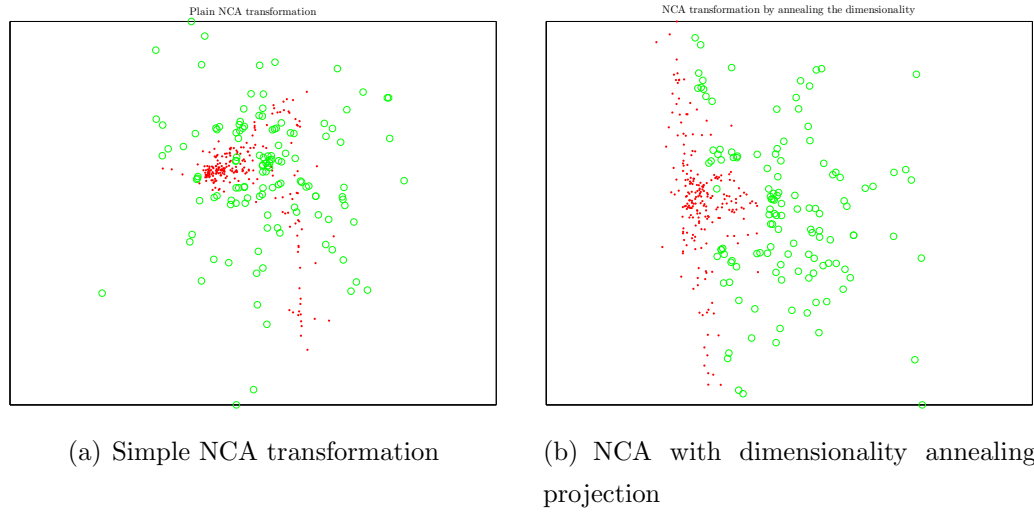 Plain NCA transformation
NCA transformation by annealing the dimensionality
(a) Simple NCA transformation
(b) NCA with dimensionality annealing
projection